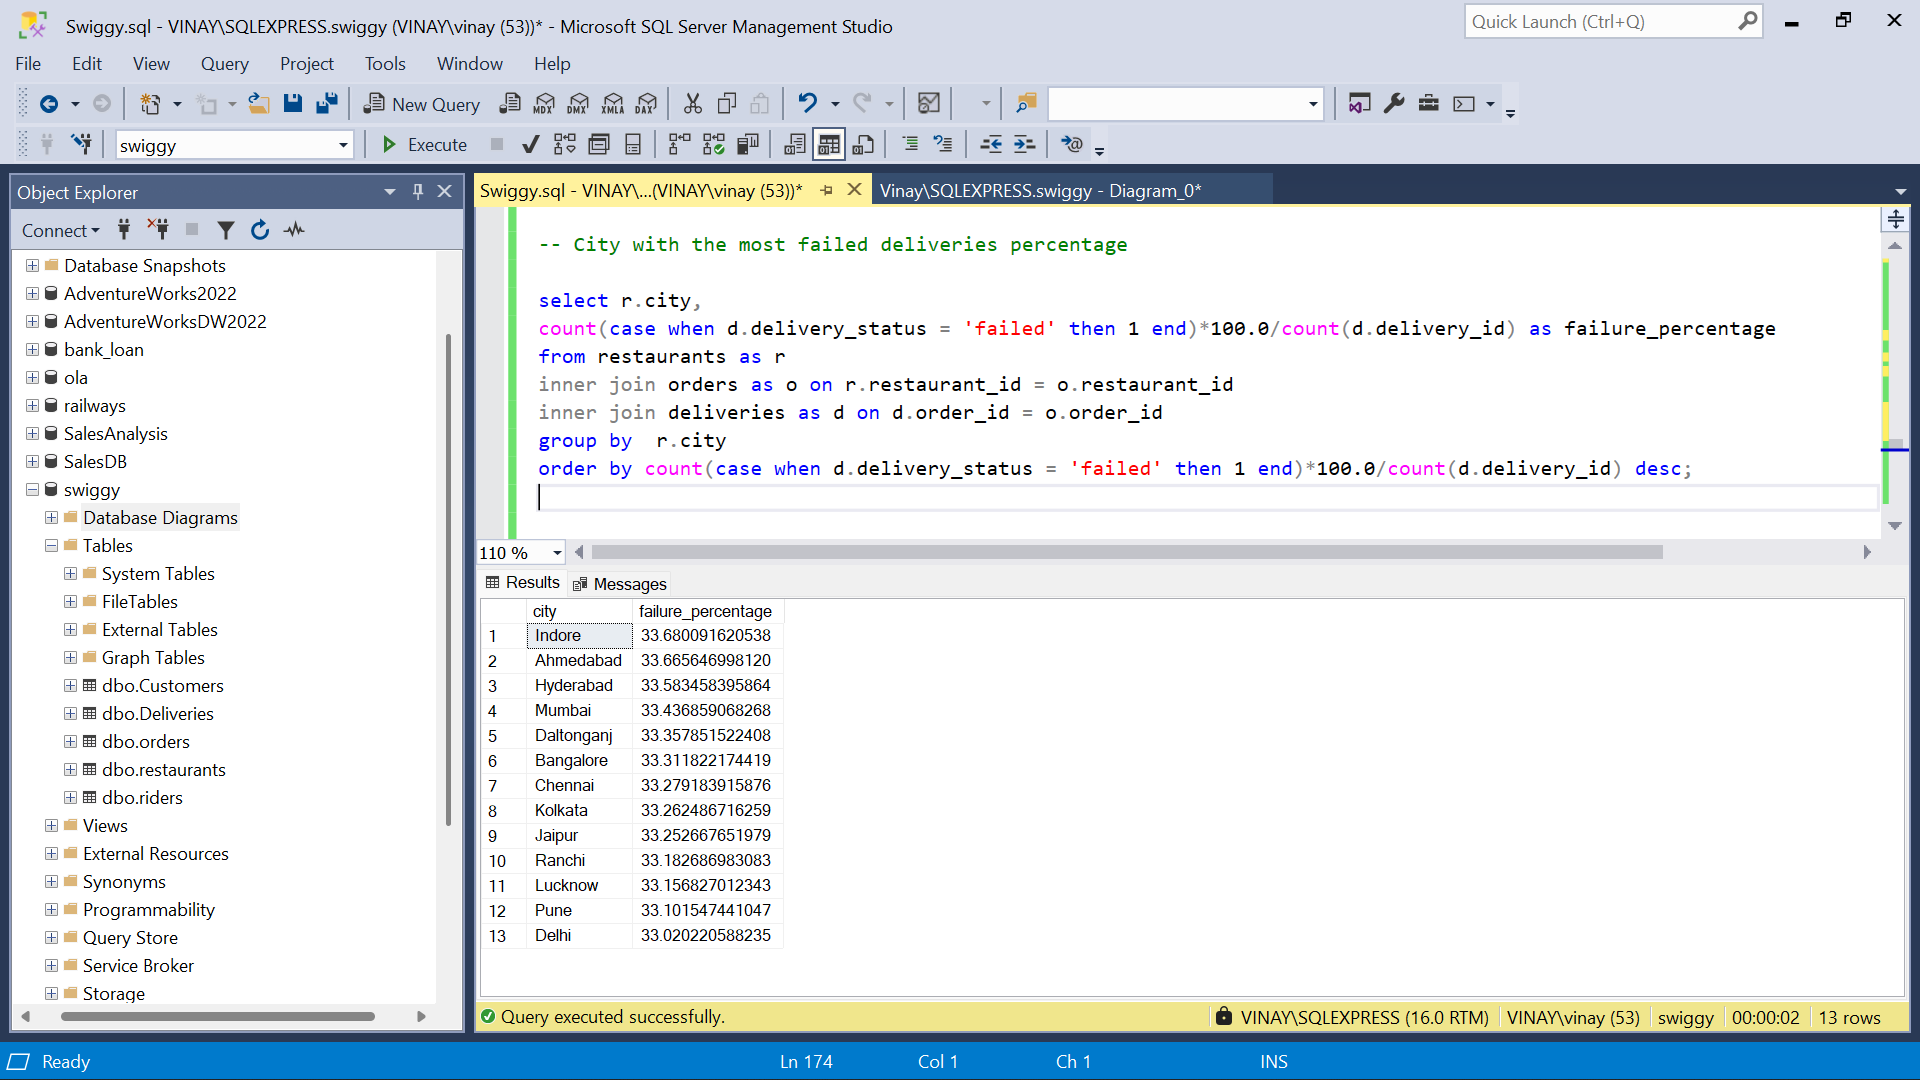 Swiggy.sql - VINAY\SQLEXPRESS.swiggy (VINAY\vinay (53))* - Microsoft SQL Server Management Studio
Quick Launch (Ctrl+Q)
File Edit View Query Project Tools Window Help
New Query
MDX DMX XMLA DAX
swiggy
Execute
Object Explorer
Connect
Database Snapshots
AdventureWorks2022
AdventureWorksDW2022
bank_loan
ola
railways
SalesAnalysis
SalesDB
swiggy
Database Diagrams
Tables
System Tables
FileTables
External Tables
Graph Tables
dbo.Customers
dbo.Deliveries
dbo.orders
dbo.restaurants
dbo.riders
Views
External Resources
Synonyms
Programmability
Query Store
Service Broker
Storage
Swiggy.sql - VINAY\...(VINAY\vinay (53))*
Vinay\SQLEXPRESS.swiggy - Diagram_0*
-- City with the most failed deliveries percentage
select r.city,
count(case when d.delivery_status = 'failed' then 1 end)*100.0/count(d.delivery_id) as failure_percentage
from restaurants as r
inner join orders as o on r.restaurant_id = o.restaurant_id
inner join deliveries as d on d.order_id = o.order_id
group by  r.city
order by count(case when d.delivery_status = 'failed' then 1 end)*100.0/count(d.delivery_id) desc;
110 %
Results Messages
city failure_percentage
1 Indore 33.680091620538
2 Ahmedabad 33.665646998120
3 Hyderabad 33.583458395864
4 Mumbai 33.436859068268
5 Daltonganj 33.357851522408
6 Bangalore 33.311822174419
7 Chennai 33.279183915876
8 Kolkata 33.262486716259
9 Jaipur 33.252667651979
10 Ranchi 33.182686983083
11 Lucknow 33.156827012343
12 Pune 33.101547441047
13 Delhi 33.020220588235
Query executed successfully.
VINAY\SQLEXPRESS (16.0 RTM) VINAY\vinay (53) swiggy 00:00:02 13 rows
Ready Ln 174 Col 1 Ch 1 INS